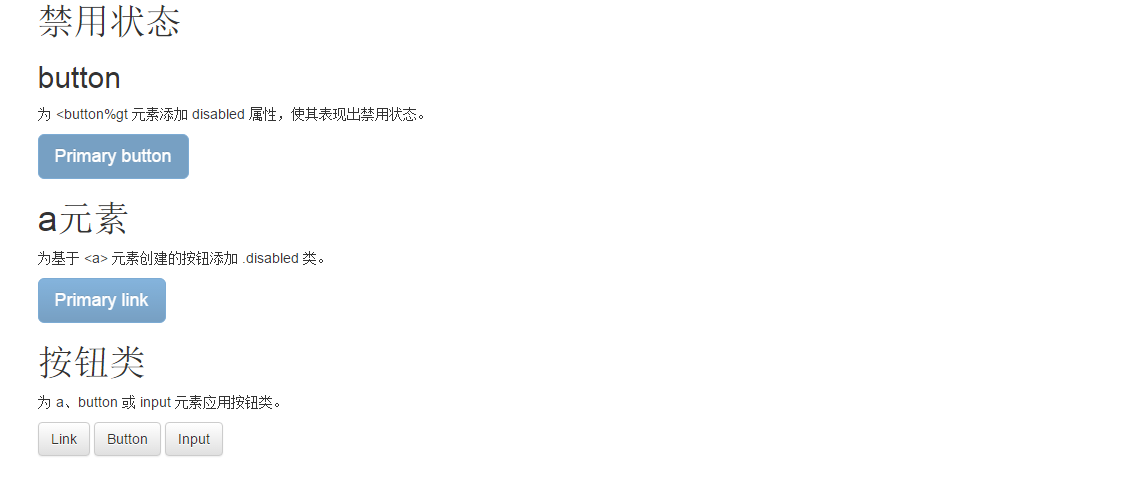 禁用状态
button
为 <button%gt 元素添加 disabled 属性，使其表现出禁用状态。
Primary button
a元素
为基于 <a> 元素创建的按钮添加 .disabled 类。
Primary link
按钮类
为 a、button 或 input 元素应用按钮类。
Link Button Input